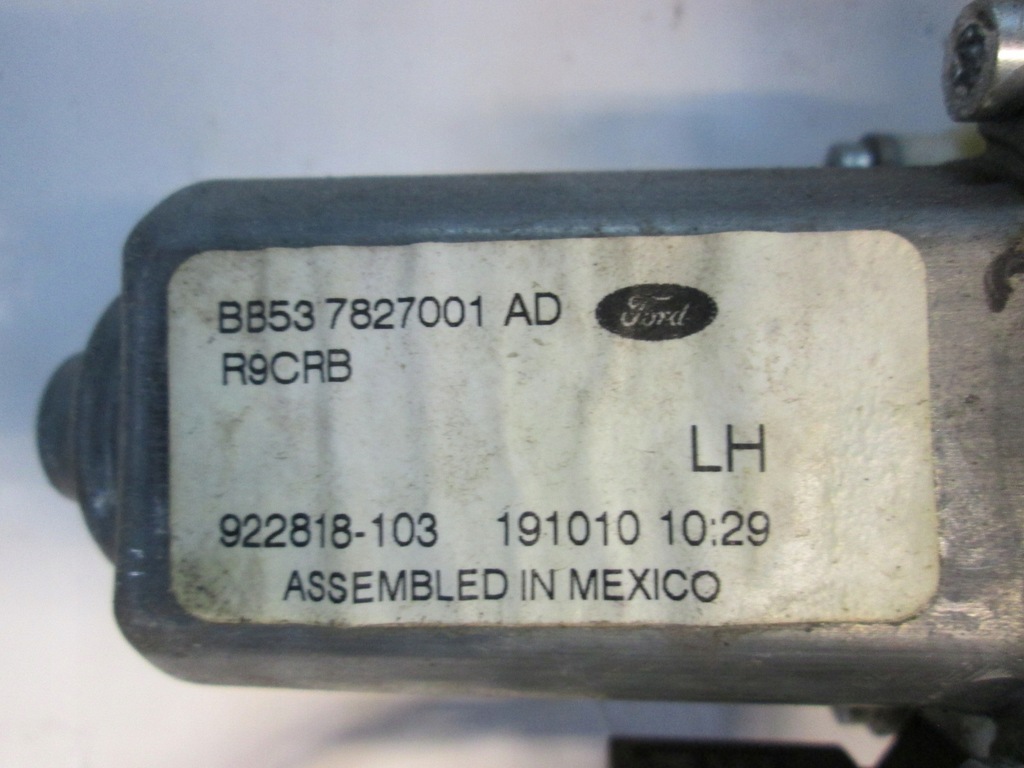 BB53 7827001 AD Ford
R9CRB
LH
922818-103 191010 10:29
ASSEMBLED IN MEXICO